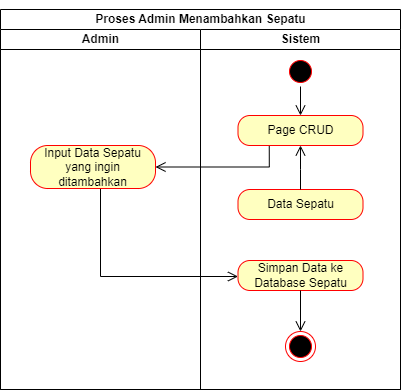 Proses Admin Menambahkan Sepatu
Admin
Sistem
Page CRUD
Input Data Sepatu
yang ingin
ditambahkan
Data Sepatu
Simpan Data ke
Database Sepatu